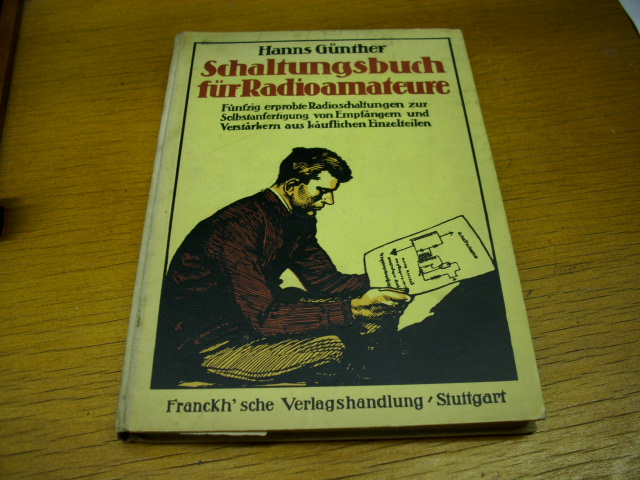 Hanns Günther
Schaltungsbuch
für Radioamateure
Fünfzig erprobte Radioschaltungen zur
Selbstanfertigung von Empfängern und
Verstärkern aus käuflichen Einzelteilen
Franckh'sche Verlagshandlung / Stuttgart